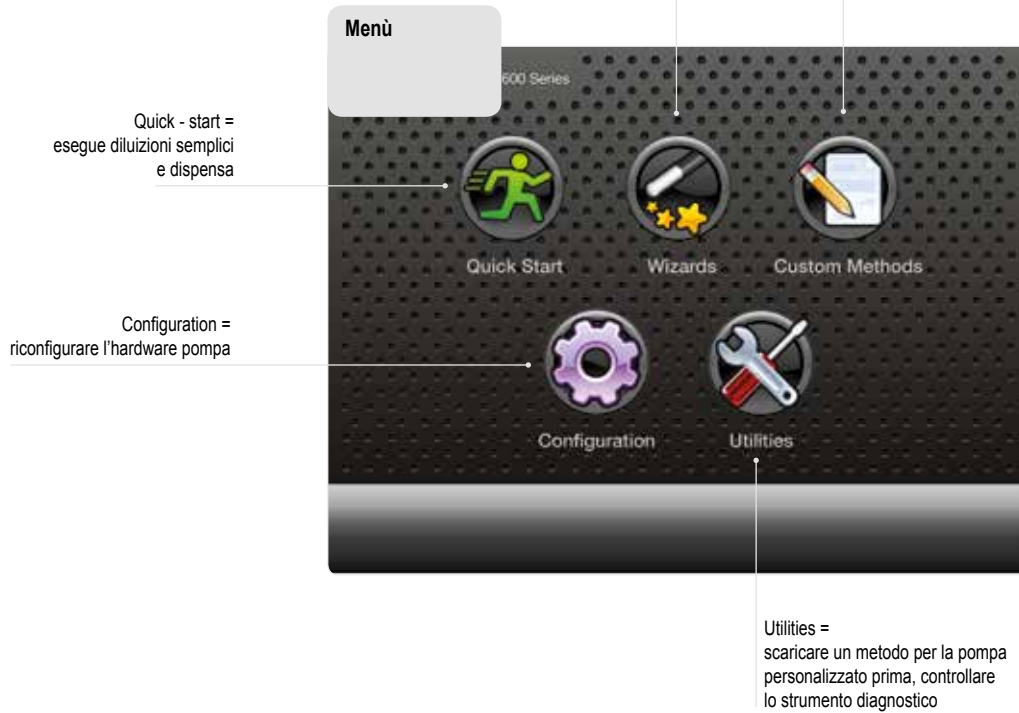 Menù
600 Series
Quick - start =
esegue diluizioni semplici
e dispensa
Quick Start
Wizards
Custom Methods
Configuration =
riconfigurare l'hardware pompa
Configuration
Utilities
Utilities =
scaricare un metodo per la pompa
personalizzato prima, controllare
lo strumento diagnostico